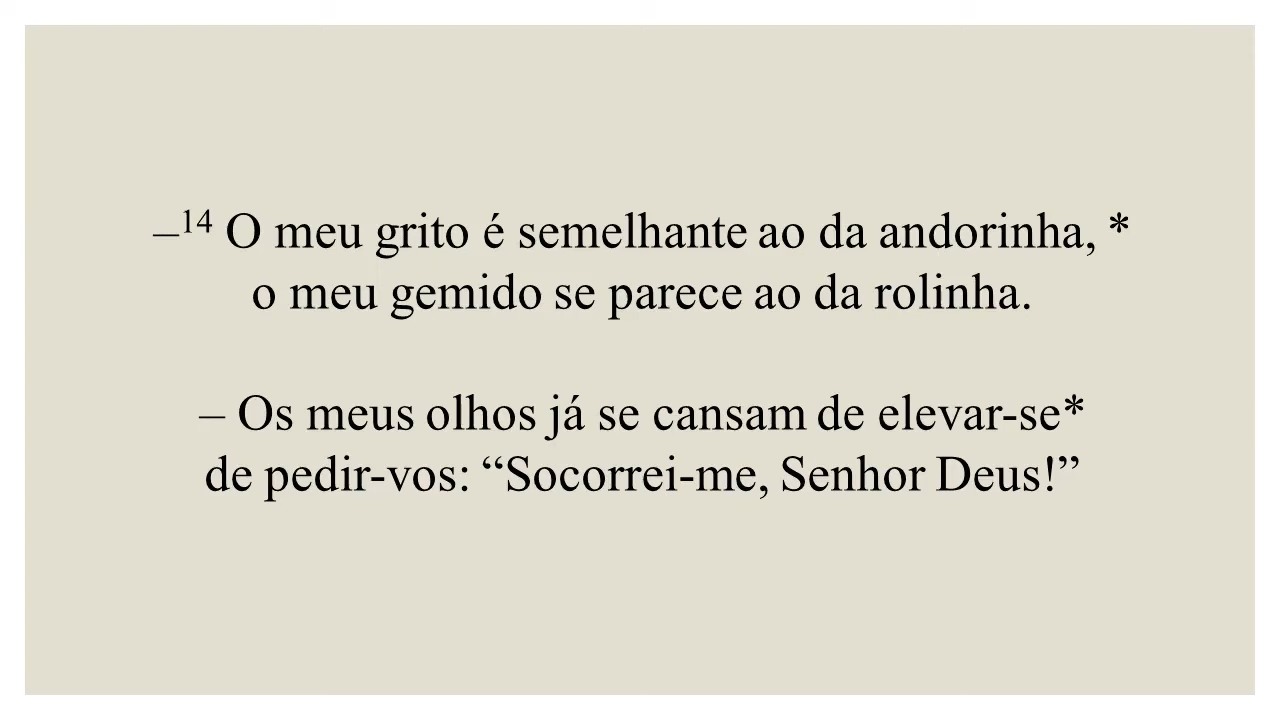 –14 O meu grito é semelhante ao da andorinha, *
o meu gemido se parece ao da rolinha.
– Os meus olhos já se cansam de elevar-se*
de pedir-vos: “Socorrei-me, Senhor Deus!”